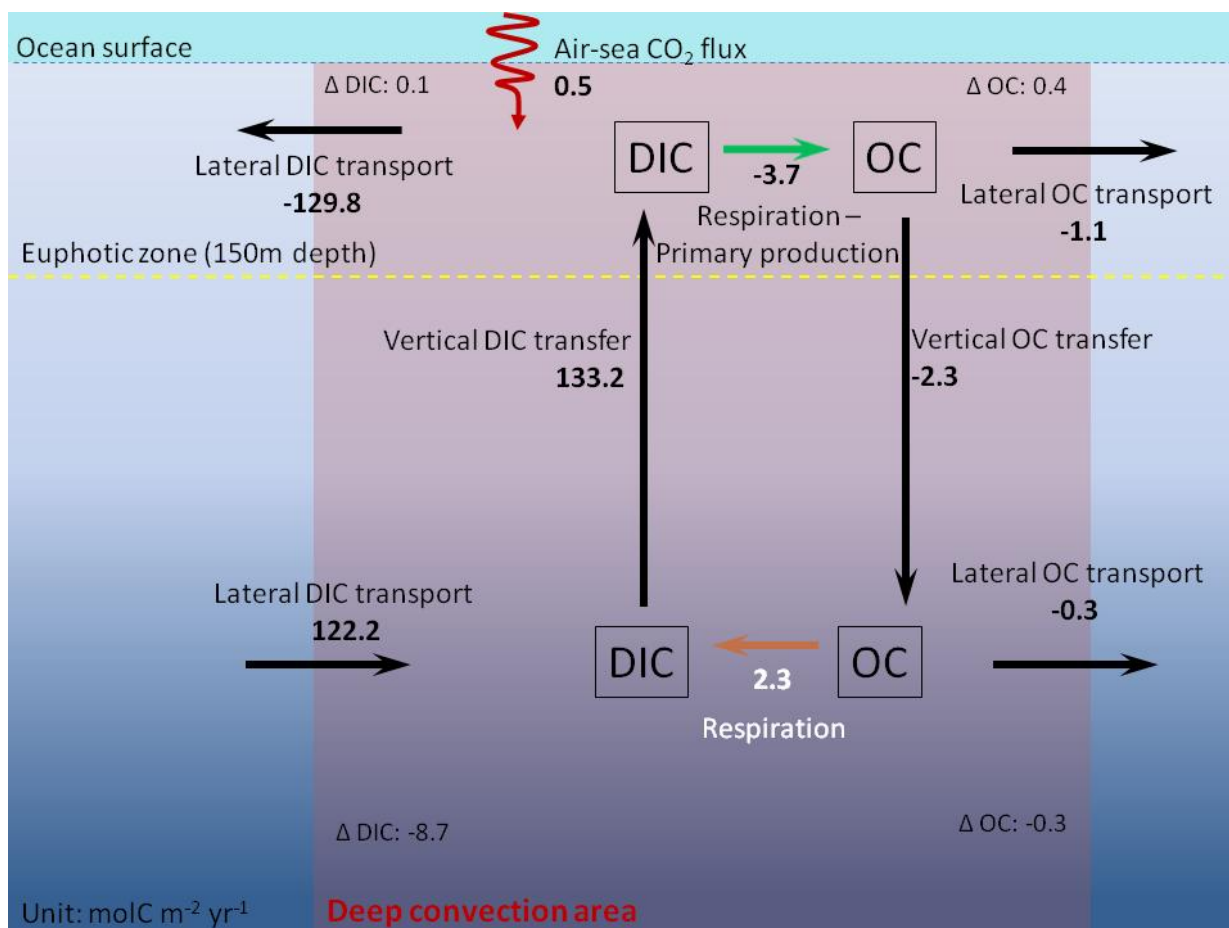 Ocean surface
Air-sea CO₂ flux
0.5
Δ DIC: 0.1
Δ OC: 0.4
DIC
OC
-3.7
Lateral DIC transport
-129.8
Respiration –
Primary production
Lateral OC transport
-1.1
Euphotic zone (150m depth)
Vertical DIC transfer
133.2
Vertical OC transfer
-2.3
Lateral DIC transport
122.2
DIC
OC
2.3
Respiration
Lateral OC transport
-0.3
Δ DIC: -8.7
Δ OC: -0.3
Unit: molC m⁻² yr⁻¹
Deep convection area